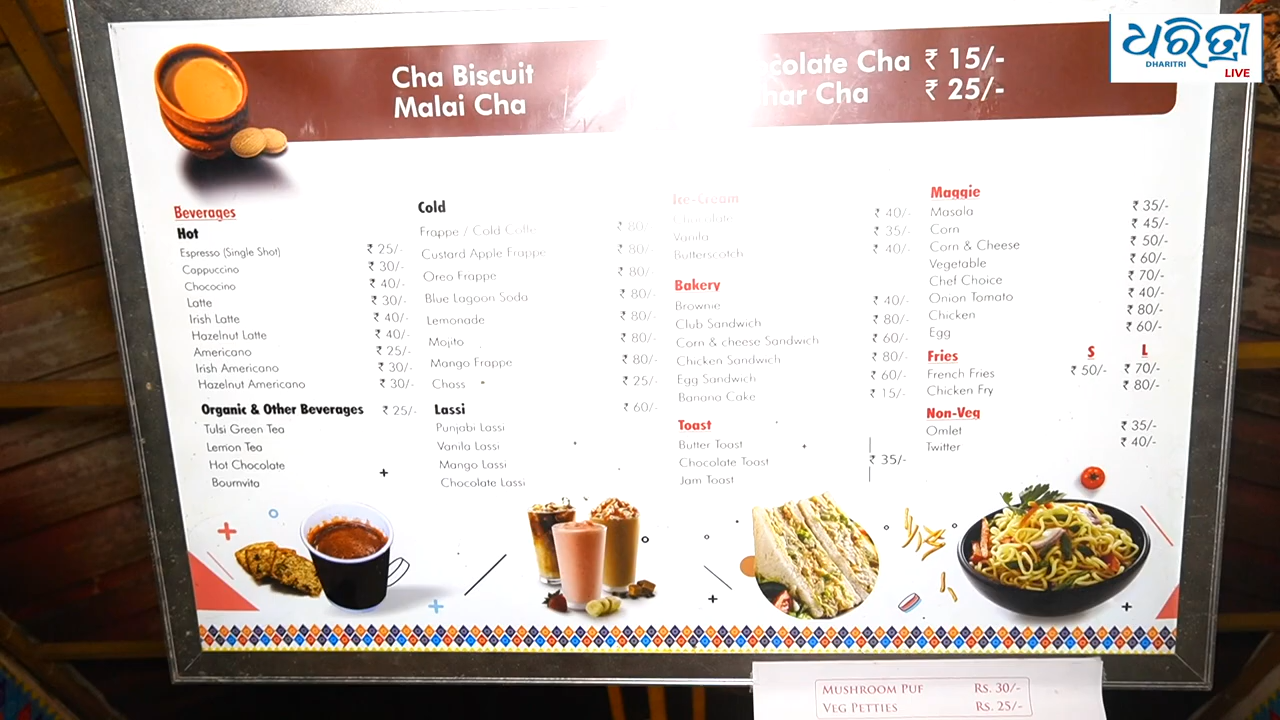 ଧରିତ୍ରୀ
DHARITRI
LIVE
Cha Biscuit
Malai Cha
Cha ₹ 15/-
Cha ₹ 25/-
Beverages
Hot
Espresso (Single Shot) ₹ 25/-
Cappuccino ₹ 30/-
Chococino ₹ 40/-
Latte ₹ 30/-
Irish Latte ₹ 40/-
Hazelnut Latte ₹ 40/-
Americano ₹ 25/-
Irish Americano ₹ 30/-
Hazelnut Americano ₹ 30/-
Organic & Other Beverages ₹ 25/-
Tulsi Green Tea
Lemon Tea
Hot Chocolate
Bournvita
Cold
Frappe / Cold Coffe ₹ 80/-
Custard Apple Frappe ₹ 80/-
Oreo Frappe ₹ 80/-
Blue Lagoon Soda ₹ 80/-
Lemonade ₹ 80/-
Mojito ₹ 80/-
Mango Frappe ₹ 80/-
Chass ₹ 25/-
Lassi ₹ 60/-
Punjabi Lassi
Vanila Lassi
Mango Lassi
Chocolate Lassi
Ice-Cream
Chocolate ₹ 40/-
Vanila ₹ 35/-
Butterscotch ₹ 40/-
Bakery
Brownie ₹ 40/-
Club Sandwich ₹ 80/-
Corn & cheese Sandwich ₹ 60/-
Chicken Sandwich ₹ 80/-
Egg Sandwich ₹ 60/-
Banana Cake ₹ 15/-
Toast
Butter Toast
Chocolate Toast ₹ 35/-
Jam Toast
Maggie
Masala ₹ 35/-
Corn ₹ 45/-
Corn & Cheese ₹ 50/-
Vegetable ₹ 60/-
Chef Choice ₹ 70/-
Onion Tomato ₹ 40/-
Chicken ₹ 80/-
Egg ₹ 60/-
Fries S L
French Fries ₹ 50/- ₹ 70/-
Chicken Fry ₹ 80/-
Non-Veg
Omlet ₹ 35/-
Twitter ₹ 40/-
MUSHROOM PUF RS. 30/-
VEG PETTIES RS. 25/-